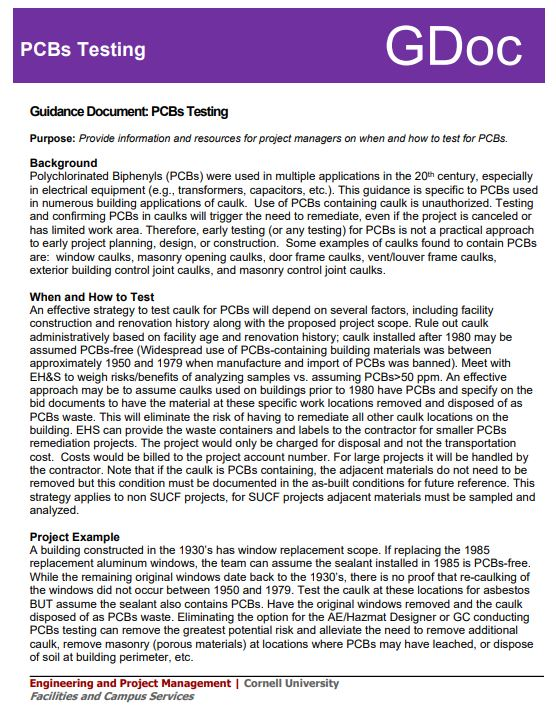 PCBs Testing
GDoc
Guidance Document: PCBs Testing
Purpose: Provide information and resources for project managers on when and how to test for PCBs.
Background
Polychlorinated Biphenyls (PCBs) were used in multiple applications in the 20th century, especially
in electrical equipment (e.g., transformers, capacitors, etc.). This guidance is specific to PCBs used
in numerous building applications of caulk. Use of PCBs containing caulk is unauthorized. Testing
and confirming PCBs in caulks will trigger the need to remediate, even if the project is canceled or
has limited work area. Therefore, early testing (or any testing) for PCBs is not a practical approach
to early project planning, design, or construction. Some examples of caulks found to contain PCBs
are: window caulks, masonry opening caulks, door frame caulks, vent/louver frame caulks,
exterior building control joint caulks, and masonry control joint caulks.
When and How to Test
An effective strategy to test caulk for PCBs will depend on several factors, including facility
construction and renovation history along with the proposed project scope. Rule out caulk
administratively based on facility age and renovation history; caulk installed after 1980 may be
assumed PCBs-free (Widespread use of PCBs-containing building materials was between
approximately 1950 and 1979 when manufacture and import of PCBs was banned). Meet with
EH&S to weigh risks/benefits of analyzing samples vs. assuming PCBs>50 ppm. An effective
approach may be to assume caulks used on buildings prior to 1980 have PCBs and specify on the
bid documents to have the material at these specific work locations removed and disposed of as
PCBs waste. This will eliminate the risk of having to remediate all other caulk locations on the
building. EHS can provide the waste containers and labels to the contractor for smaller PCBs
remediation projects. The project would only be charged for disposal and not the transportation
cost. Costs would be billed to the project account number. For large projects it will be handled by
the contractor. Note that if the caulk is PCBs containing, the adjacent materials do not need to be
removed but this condition must be documented in the as-built conditions for future reference. This
strategy applies to non SUCF projects, for SUCF projects adjacent materials must be sampled and
analyzed.
Project Example
A building constructed in the 1930's has window replacement scope. If replacing the 1985
replacement aluminum windows, the team can assume the sealant installed in 1985 is PCBs-free.
While the remaining original windows date back to the 1930's, there is no proof that re-caulking of
the windows did not occur between 1950 and 1979. Test the caulk at these locations for asbestos
BUT assume the sealant also contains PCBs. Have the original windows removed and the caulk
disposed of as PCBs waste. Eliminating the option for the AE/Hazmat Designer or GC conducting
PCBs testing can remove the greatest potential risk and alleviate the need to remove additional
caulk, remove masonry (porous materials) at locations where PCBs may have leached, or dispose
of soil at building perimeter, etc.
Engineering and Project Management | Cornell University
Facilities and Campus Services